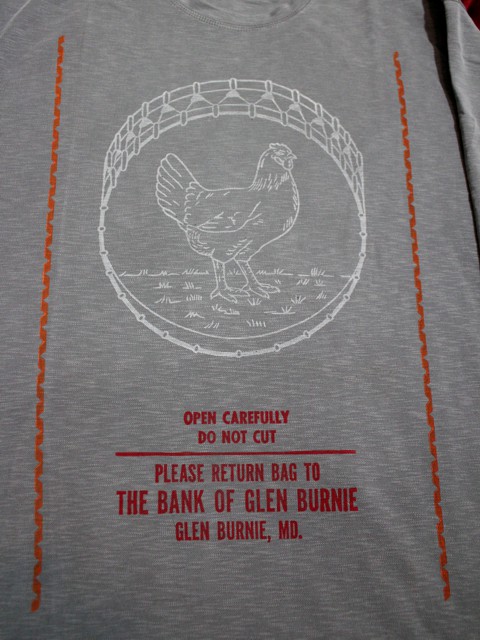 OPEN CAREFULLY
DO NOT CUT
PLEASE RETURN BAG TO
THE BANK OF GLEN BURNIE
GLEN BURNIE, MD.